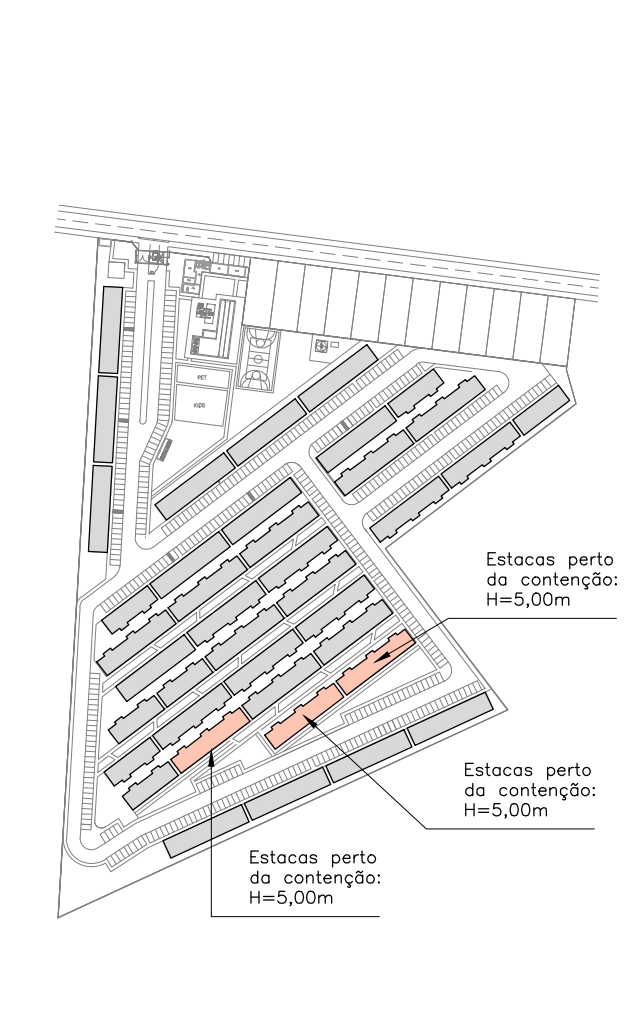 PET
KIDS
Estacas perto
da contenção:
H=5,00m
Estacas perto
da contenção:
H=5,00m
Estacas perto
da contenção:
H=5,00m